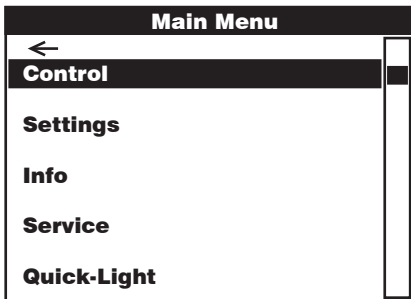 Main Menu
←
Control
Settings
Info
Service
Quick-Light